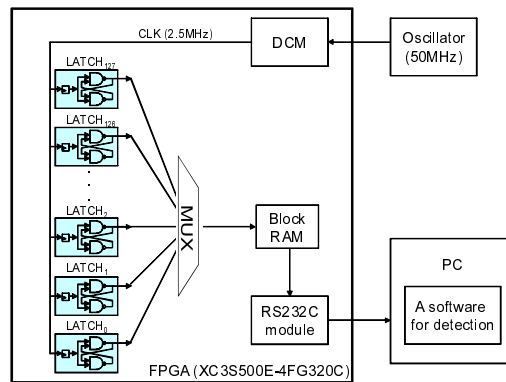 CLK (2.5MHz)
DCM
Oscillator
(50MHz)
LATCH127
LATCH126
LATCH2
LATCH1
LATCH0
MUX
Block
RAM
RS232C
module
PC
A software
for detection
FPGA (XC3S500E-4FG320C)